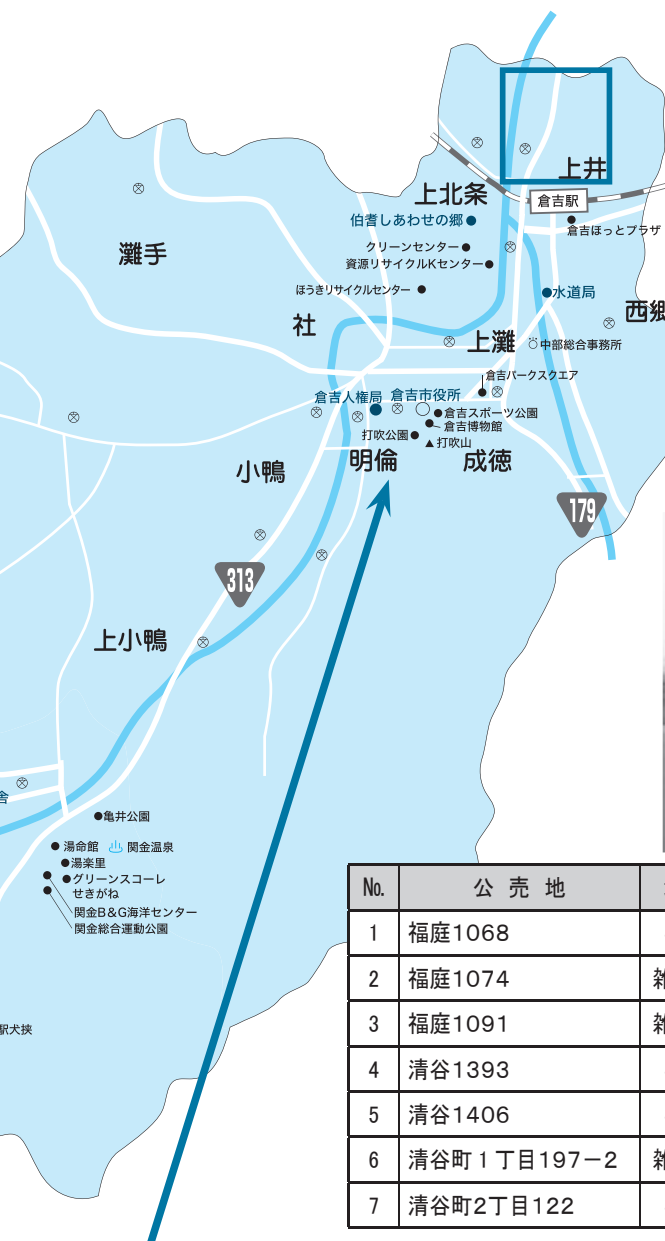 上井
倉吉駅
上北条
伯耆しあわせの郷
倉吉ほっとプラザ
クリーンセンター
資源リサイクルKセンター
灘手
ほうきリサイクルセンター
水道局
西郷
社
上灘
中部総合事務所
倉吉パークスクエア
倉吉人権局
倉吉市役所
倉吉スポーツ公園
倉吉博物館
打吹公園
打吹山
明倫
成徳
小鴨
179
313
上小鴨
舎
亀井公園
湯命館
関金温泉
湯楽里
グリーンスコーレ
せきがね
関金B&G海洋センター
関金総合運動公園
駅犬挟
No. 公売地
1 福庭1068
2 福庭1074 雑
3 福庭1091 雑
4 清谷1393
5 清谷1406
6 清谷町1丁目197−2 雑
7 清谷町2丁目122